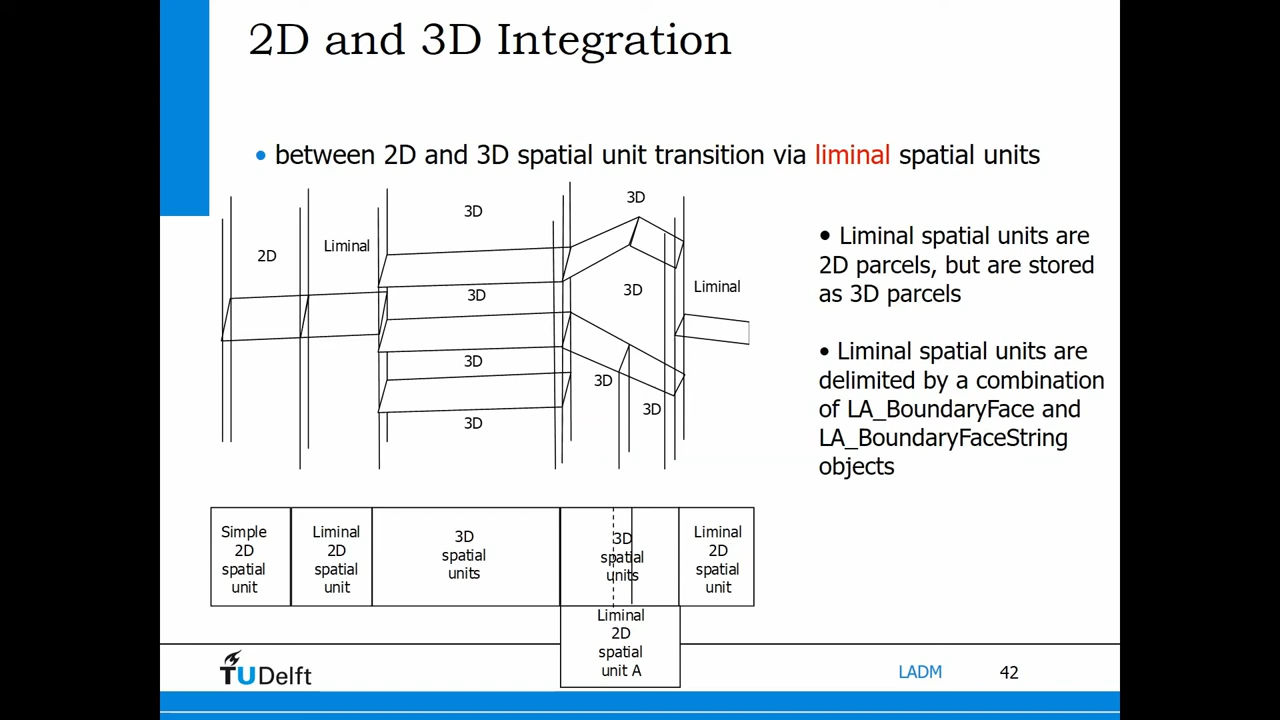 2D and 3D Integration
• between 2D and 3D spatial unit transition via liminal spatial units
3D
3D
2D
Liminal
3D
3D
Liminal
3D
3D
3D
3D
• Liminal spatial units are
2D parcels, but are stored
as 3D parcels
• Liminal spatial units are
delimited by a combination
of LA_BoundaryFace and
LA_BoundaryFaceString
objects
Simple
2D
spatial
unit
Liminal
2D
spatial
unit
3D
spatial
units
3D
spatial
units
Liminal
2D
spatial
unit
Liminal
2D
spatial
unit A
TUDelft
LADM
42